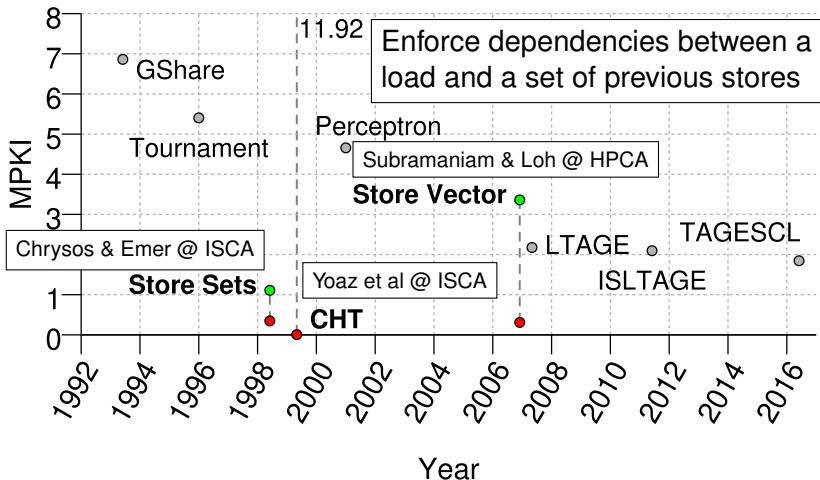 8
11.92
Enforce dependencies between a
load and a set of previous stores
7
GShare
6
Tournament
5
Perceptron
Subramaniam & Loh @ HPCA
4
MPKI
Store Vector
3
TAGESCL
Chrysos & Emer @ ISCA
LTAGE
Yoaz et al @ ISCA
ISLTAGE
Store Sets
1
CHT
0
1992 1994 1996 1998 2000 2002 2004 2006 2008 2010 2012 2014 2016
Year